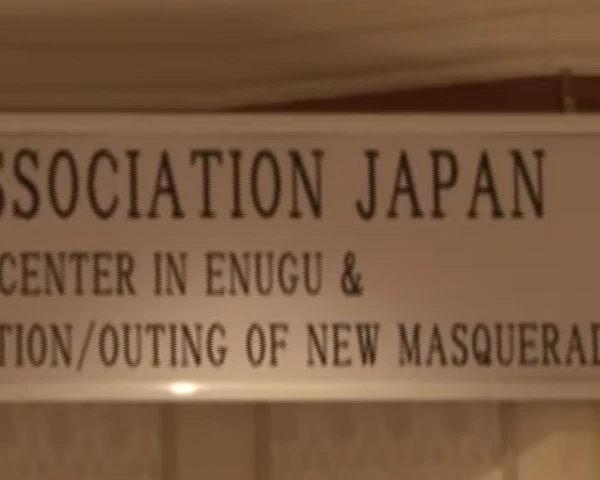 SSOCIATION JAPAN
CENTER IN ENUGU &
TION/OUTING OF NEW MASQUERAD